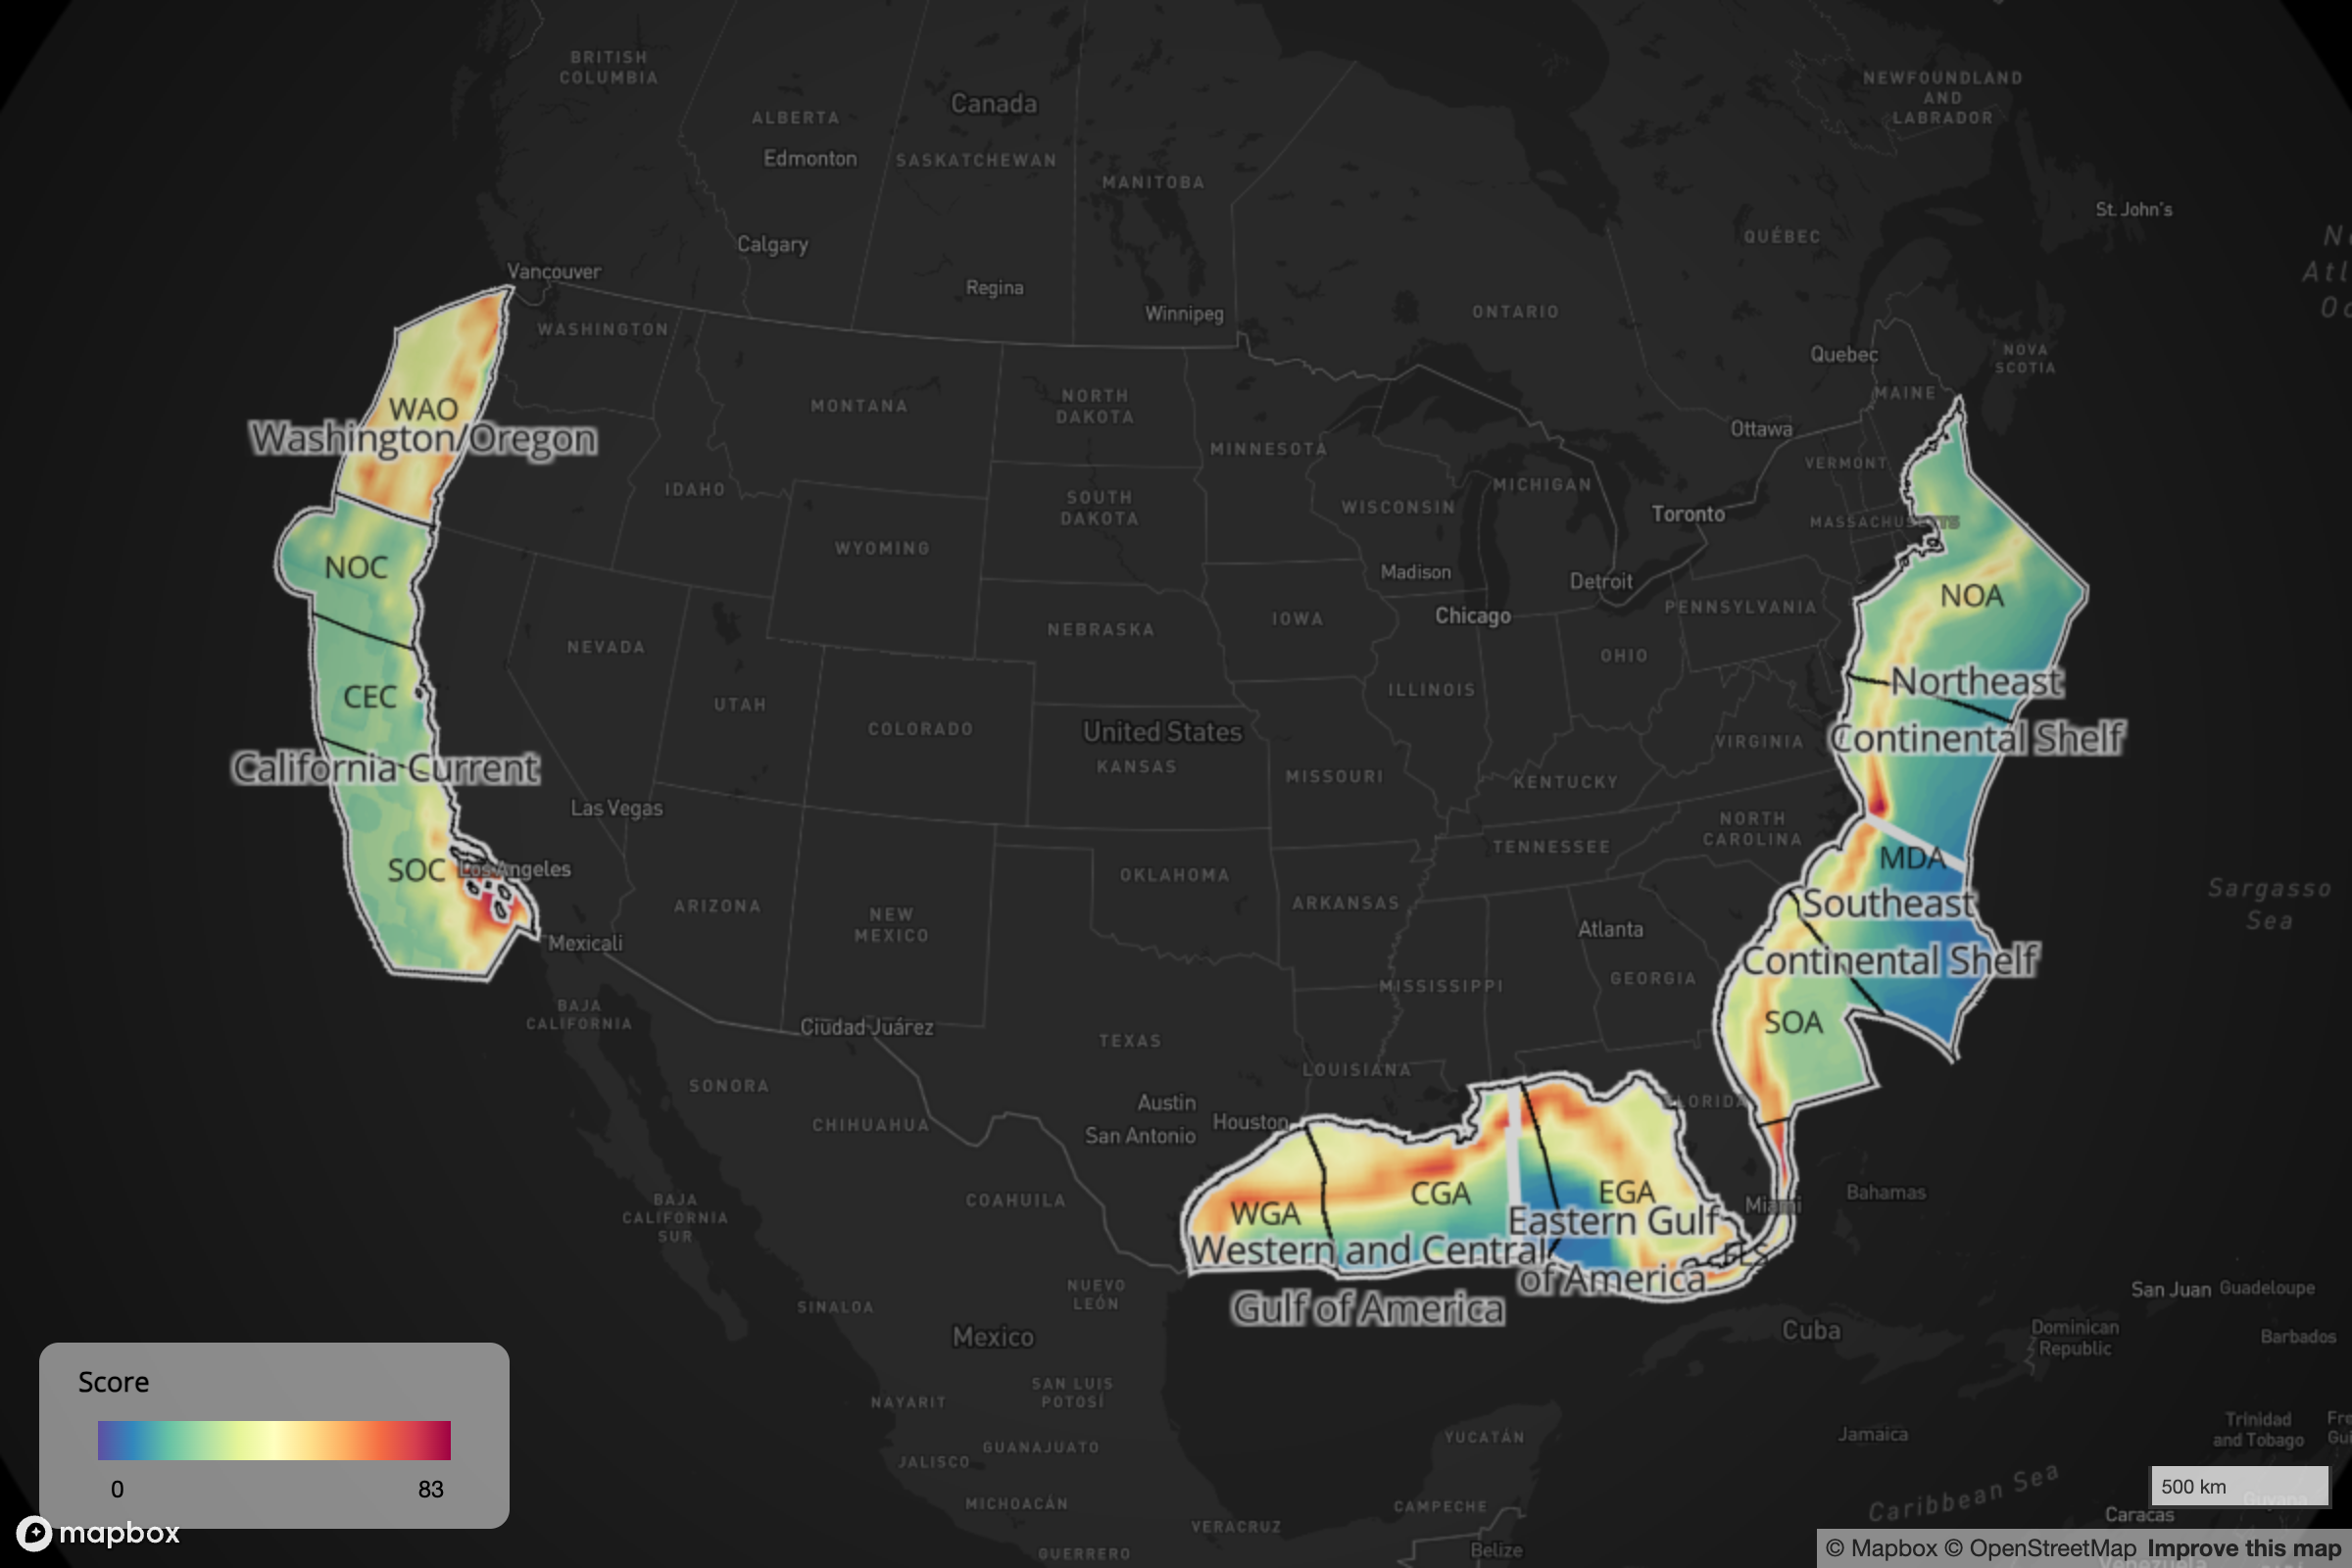 BRITISH
COLUMBIA
ALBERTA
Edmonton
Canada
SASKATCHEWAN
MANITOBA
NEWFOUNDLAND
AND
LABRADOR
St. John's
Calgary
Regina
Winnipeg
ONTARIO
QUÉBEC
Vancouver
WASHINGTON
Quebec
NOVA
SCOTIA
MAINE
MONTANA
NORTH
DAKOTA
MINNESOTA
Ottawa
VERMONT
WAO
Washington/Oregon
IDAHO
SOUTH
DAKOTA
WISCONSIN
MICHIGAN
Toronto
MASSACHUSETTS
WYOMING
NOC
Madison
Detroit
Chicago
NOA
PENNSYLVANIA
NEBRASKA
IOWA
NEVADA
OHIO
CEC
UTAH
ILLINOIS
Northeast
Continental Shelf
COLORADO
United States
KANSAS
MISSOURI
VIRGINIA
KENTUCKY
California Current
Las Vegas
NORTH
CAROLINA
TENNESSEE
MDA
SOC
Los Angeles
OKLAHOMA
ARKANSAS
ARIZONA
NEW
MEXICO
Atlanta
Southeast
Continental Shelf
Sargasso
Sea
Mexicali
MISSISSIPPI
GEORGIA
BAJA
CALIFORNIA
Ciudad Juárez
TEXAS
SOA
LOUISIANA
SONORA
Austin
San Antonio
Houston
FLORIDA
CHIHUAHUA
BAJA
CALIFORNIA
SUR
COAHUILA
WGA
CGA
EGA
Miami
Bahamas
Eastern Gulf
of America
Western and Central
Gulf of America
FLS
NUEVO
LEÓN
SINALOA
Mexico
Cuba
San Juan
Guadeloupe
Dominican
Republic
Barbados
SAN LUIS
POTOSÍ
NAYARIT
GUANAJUATO
JALISCO
YUCATÁN
Jamaica
Trinidad
and Tobago
MICHOACÁN
VERACRUZ
CAMPECHE
Caribbean Sea
Caracas
GUERRERO
Belize
Score
0
83
mapbox
500 km
© Mapbox © OpenStreetMap Improve this map